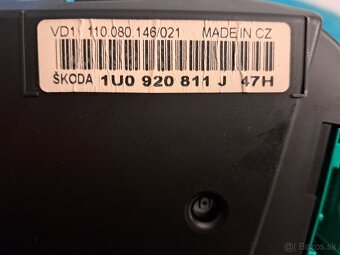 VD1 110.080.146/021 MADE IN CZ
ŠKODA 1U0 920 811 J 47H
Bazos.sk